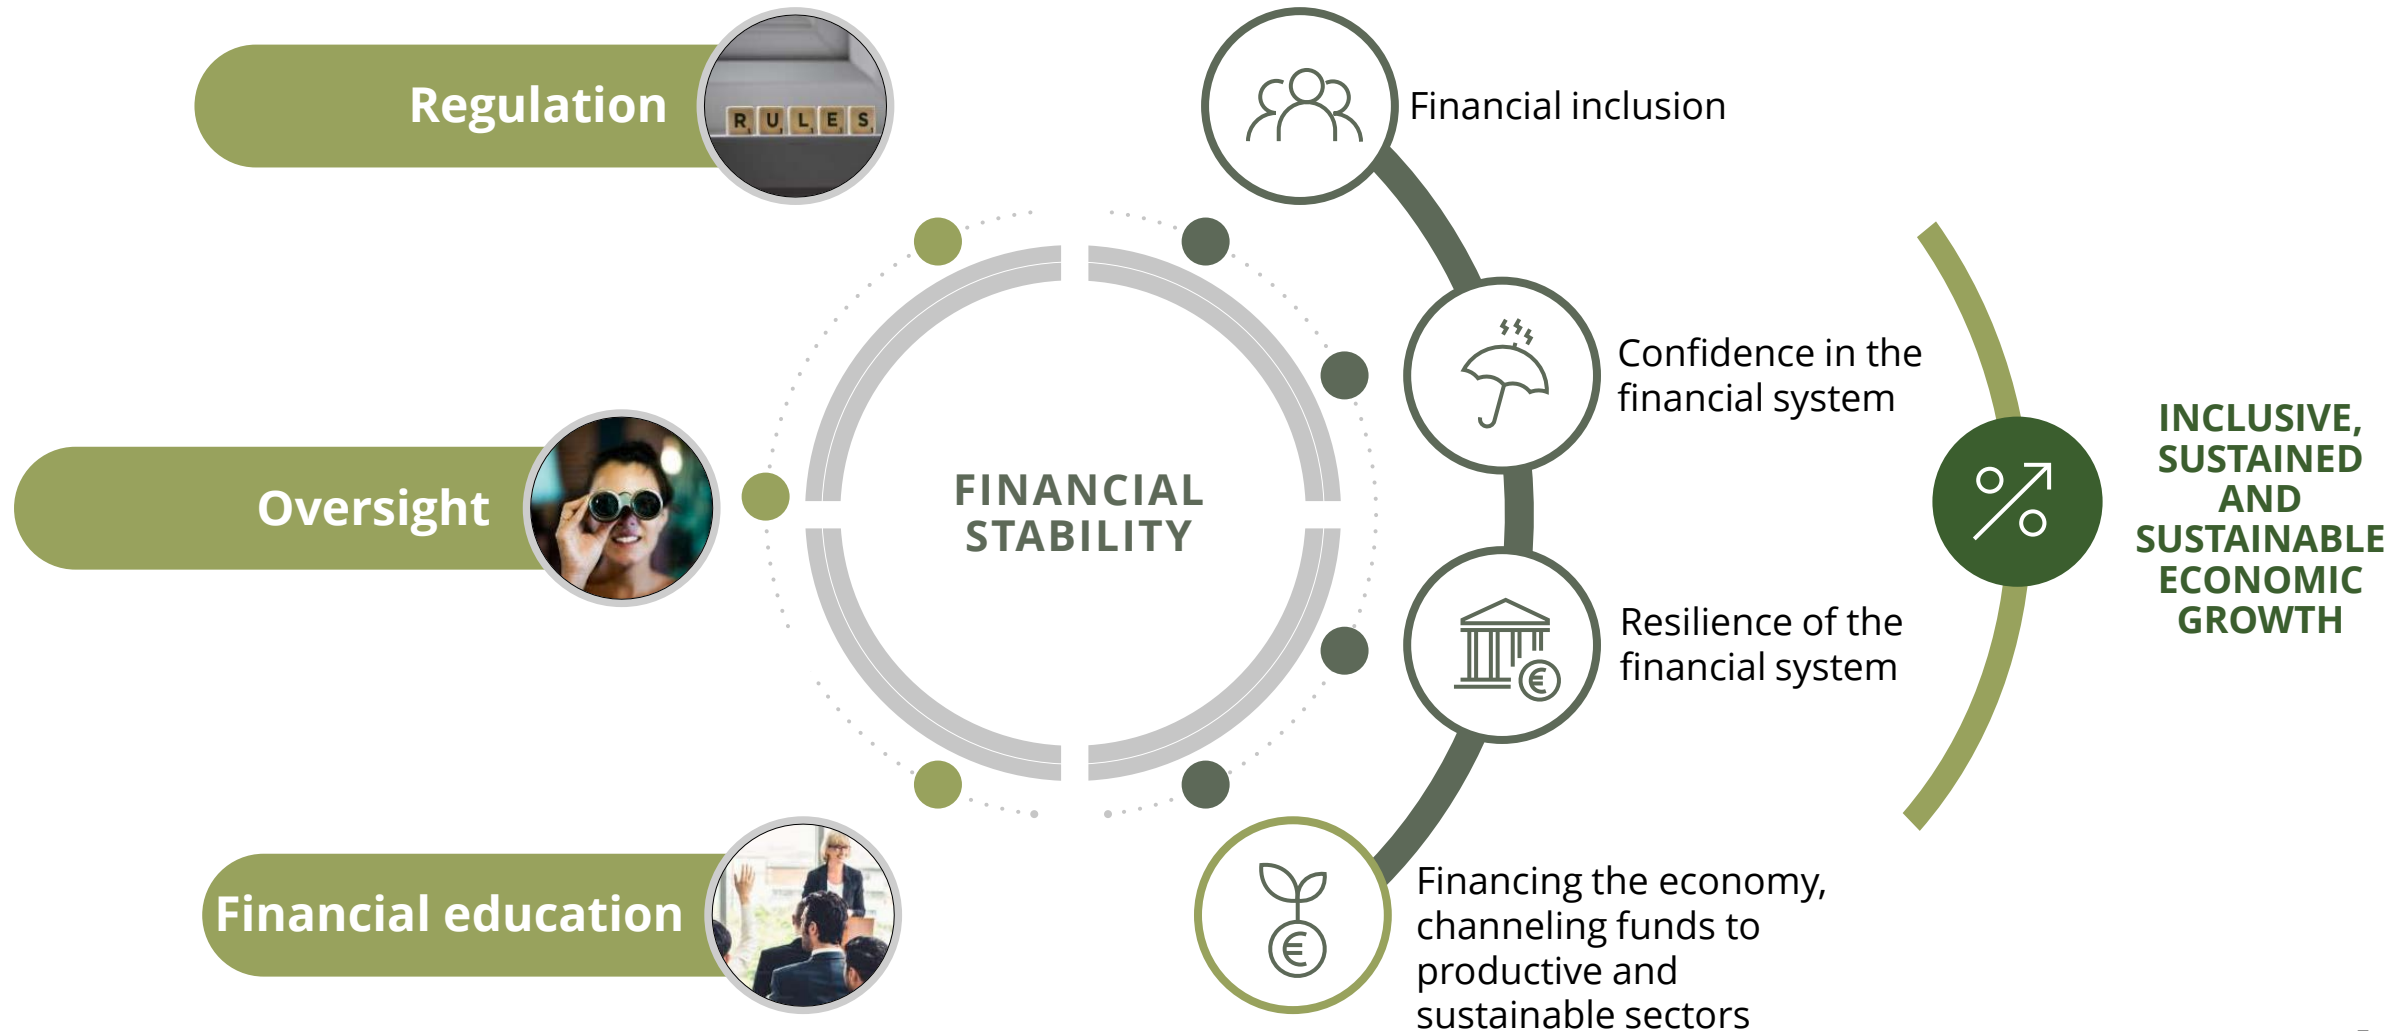 Regulation
RULES
Oversight
Financial education
FINANCIAL
STABILITY
Financial inclusion
Confidence in the
financial system
Resilience of the
financial system
Financing the economy,
channeling funds to
productive and
sustainable sectors
INCLUSIVE,
SUSTAINED
AND
SUSTAINABLE
ECONOMIC
GROWTH